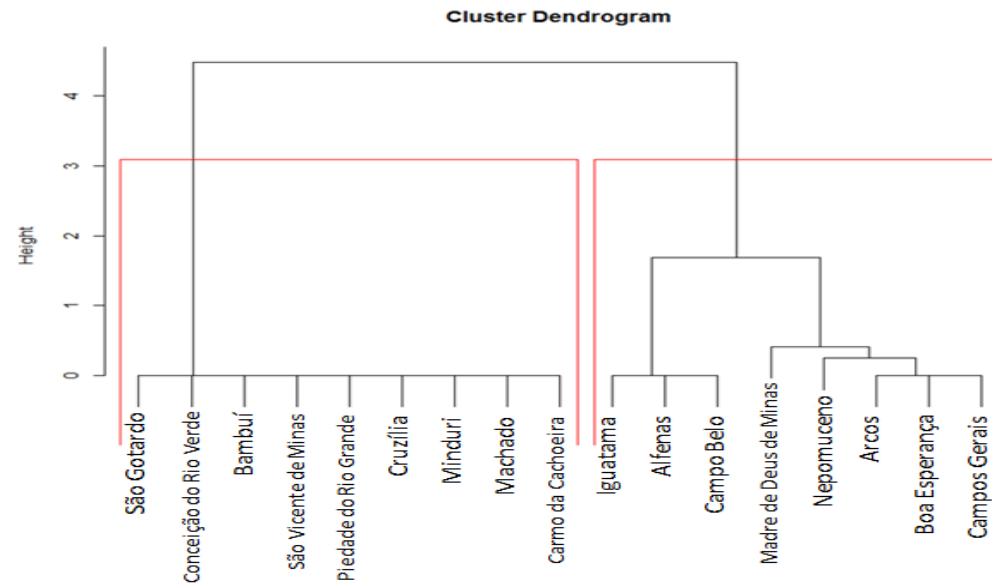 Cluster Dendrogram
Height
4
3
2
1
0
São Gotardo
Conceição do Rio Verde
Bambuí
São Vicente de Minas
Piedade do Rio Grande
Cruzília
Minduri
Machado
Carmo da Cachoeira
Iguatama
Alfenas
Campo Belo
Madre de Deus de Minas
Nepomuceno
Arcos
Boa Esperança
Campos Gerais